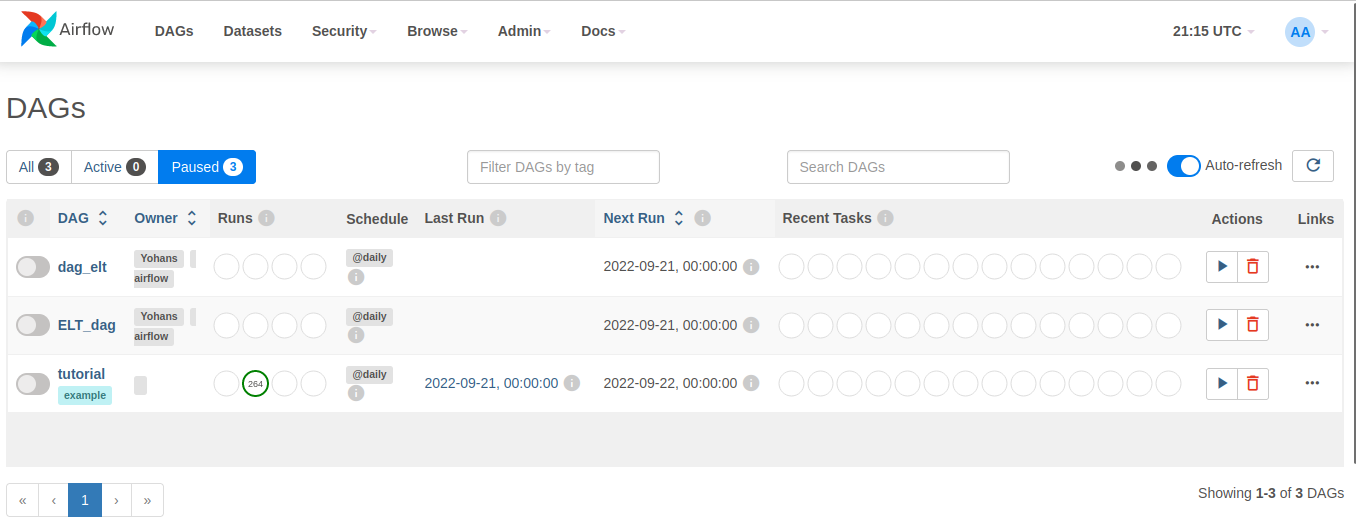 Airflow DAGs Datasets Security Browse Admin Docs 21:15 UTC AA
DAGs
All 3 Active 0 Paused 3 Filter DAGs by tag Search DAGs Auto-refresh
i DAG Owner Runs i Schedule Last Run i Next Run i Recent Tasks i Actions Links
dag_elt Yohans airflow @daily i 2022-09-21, 00:00:00 i
ELT_dag Yohans airflow @daily i 2022-09-21, 00:00:00 i
tutorial example 264 @daily i 2022-09-21, 00:00:00 i 2022-09-22, 00:00:00 i
« ‹ 1 › » Showing 1-3 of 3 DAGs